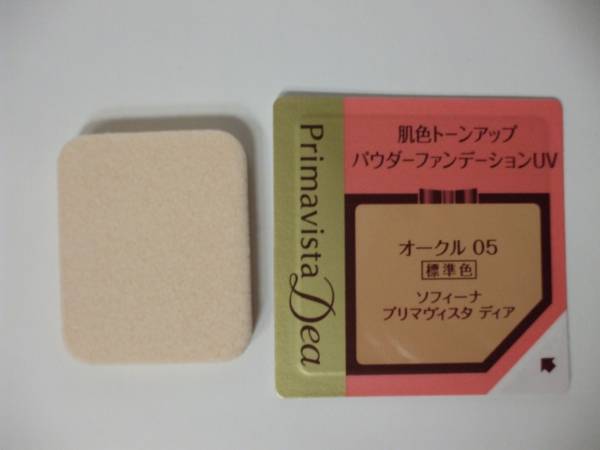 Primavista Dea
肌色トーンアップ
パウダーファンデーションUV
オークル 05
標準色
ソフィーナ
プリマヴィスタ ディア